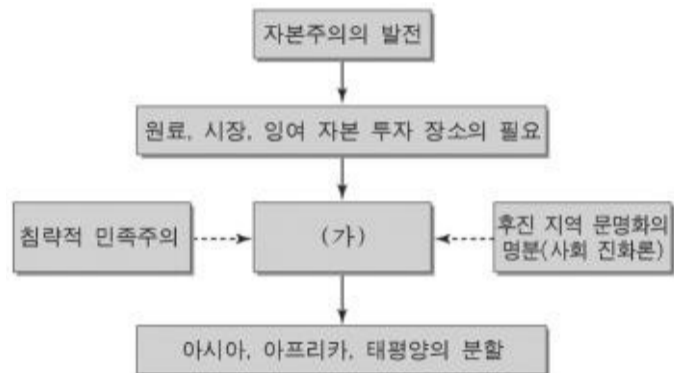 자본주의의 발전
원료, 시장, 잉여 자본 투자 장소의 필요
침략적 민족주의
(가)
후진 지역 문명화의
명분(사회 진화론)
아시아, 아프리카, 태평양의 분할